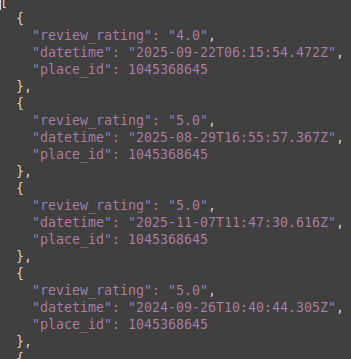 [
{
"review_rating": "4.0",
"datetime": "2025-09-22T06:15:54.472Z",
"place_id": 1045368645
},
{
"review_rating": "5.0",
"datetime": "2025-08-29T16:55:57.367Z",
"place_id": 1045368645
},
{
"review_rating": "5.0",
"datetime": "2025-11-07T11:47:30.616Z",
"place_id": 1045368645
},
{
"review_rating": "5.0",
"datetime": "2024-09-26T10:40:44.305Z",
"place_id": 1045368645
},
{